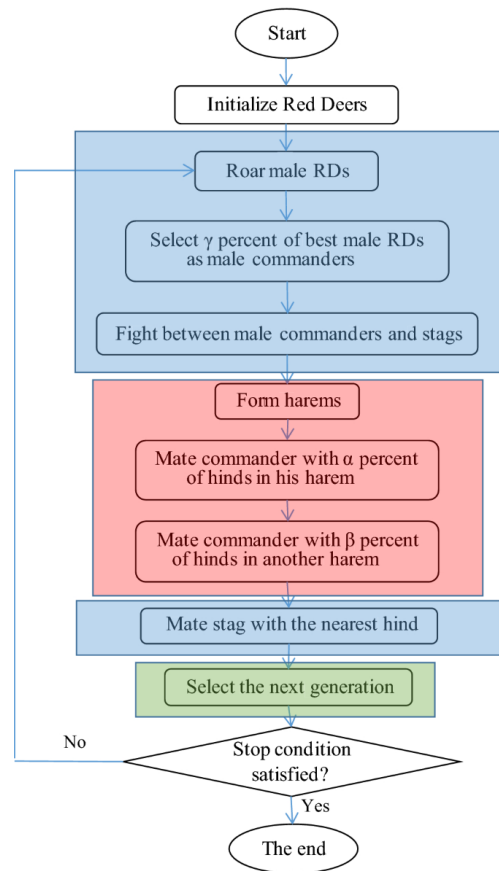 Start
Initialize Red Deers
Roar male RDs
Select γ percent of best male RDs
as male commanders
Fight between male commanders and stags
Form harems
Mate commander with α percent
of hinds in his harem
Mate commander with β percent
of hinds in another harem
Mate stag with the nearest hind
Select the next generation
No
Stop condition
satisfied?
Yes
The end